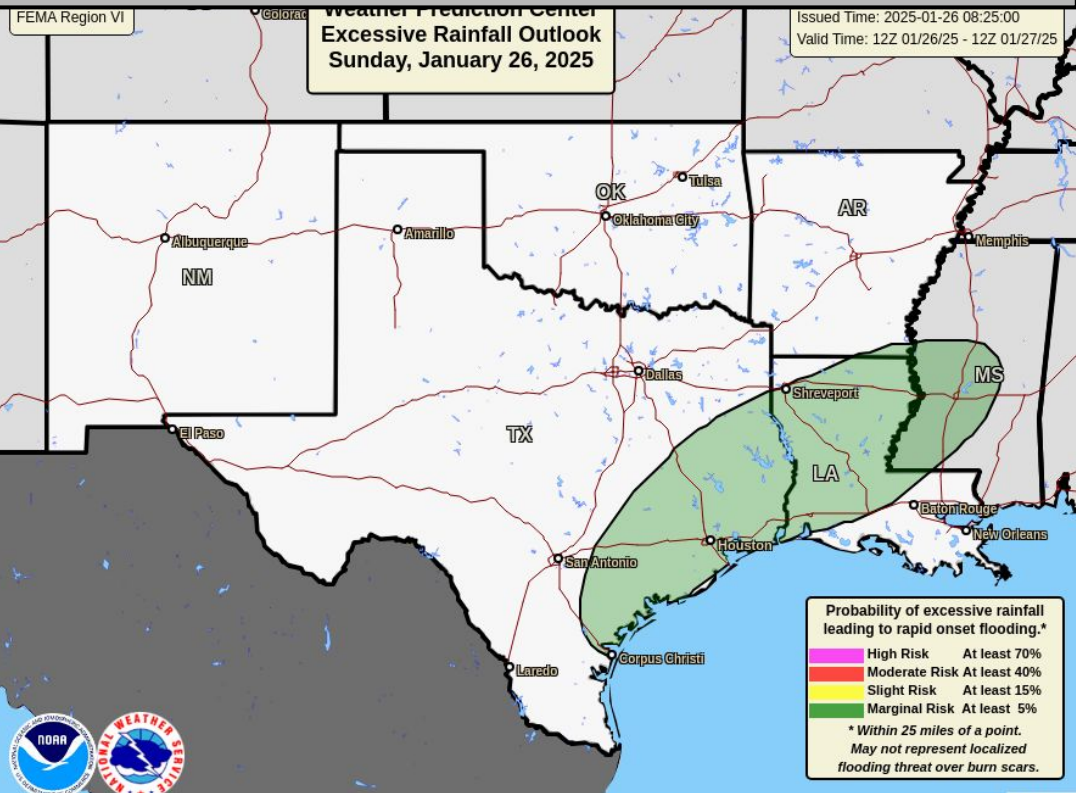 FEMA Region VI
Weather Prediction Center
Excessive Rainfall Outlook
Sunday, January 26, 2025
Issued Time: 2025-01-26 08:25:00
Valid Time: 12Z 01/26/25 - 12Z 01/27/25
Colorad
Tulsa
OK
Oklahoma City
AR
Amarillo
Albuquerque
Memphis
NM
Dallas
MS
Shreveport
El Paso
TX
LA
Baton Rouge
New Orleans
Houston
San Antonio
Corpus Christi
Laredo
Probability of excessive rainfall
leading to rapid onset flooding.*
High Risk At least 70%
Moderate Risk At least 40%
Slight Risk At least 15%
Marginal Risk At least 5%
* Within 25 miles of a point.
May not represent localized
flooding threat over burn scars.
NOAA
NATIONAL WEATHER SERVICE